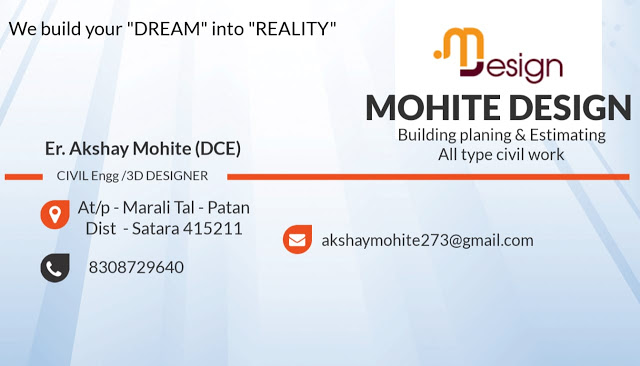 We build your "DREAM" into "REALITY"
Design
MOHITE DESIGN
Building planing & Estimating
All type civil work
Er. Akshay Mohite (DCE)
CIVIL Engg /3D DESIGNER
At/p - Marali Tal - Patan
Dist - Satara 415211
8308729640
akshaymohite273@gmail.com